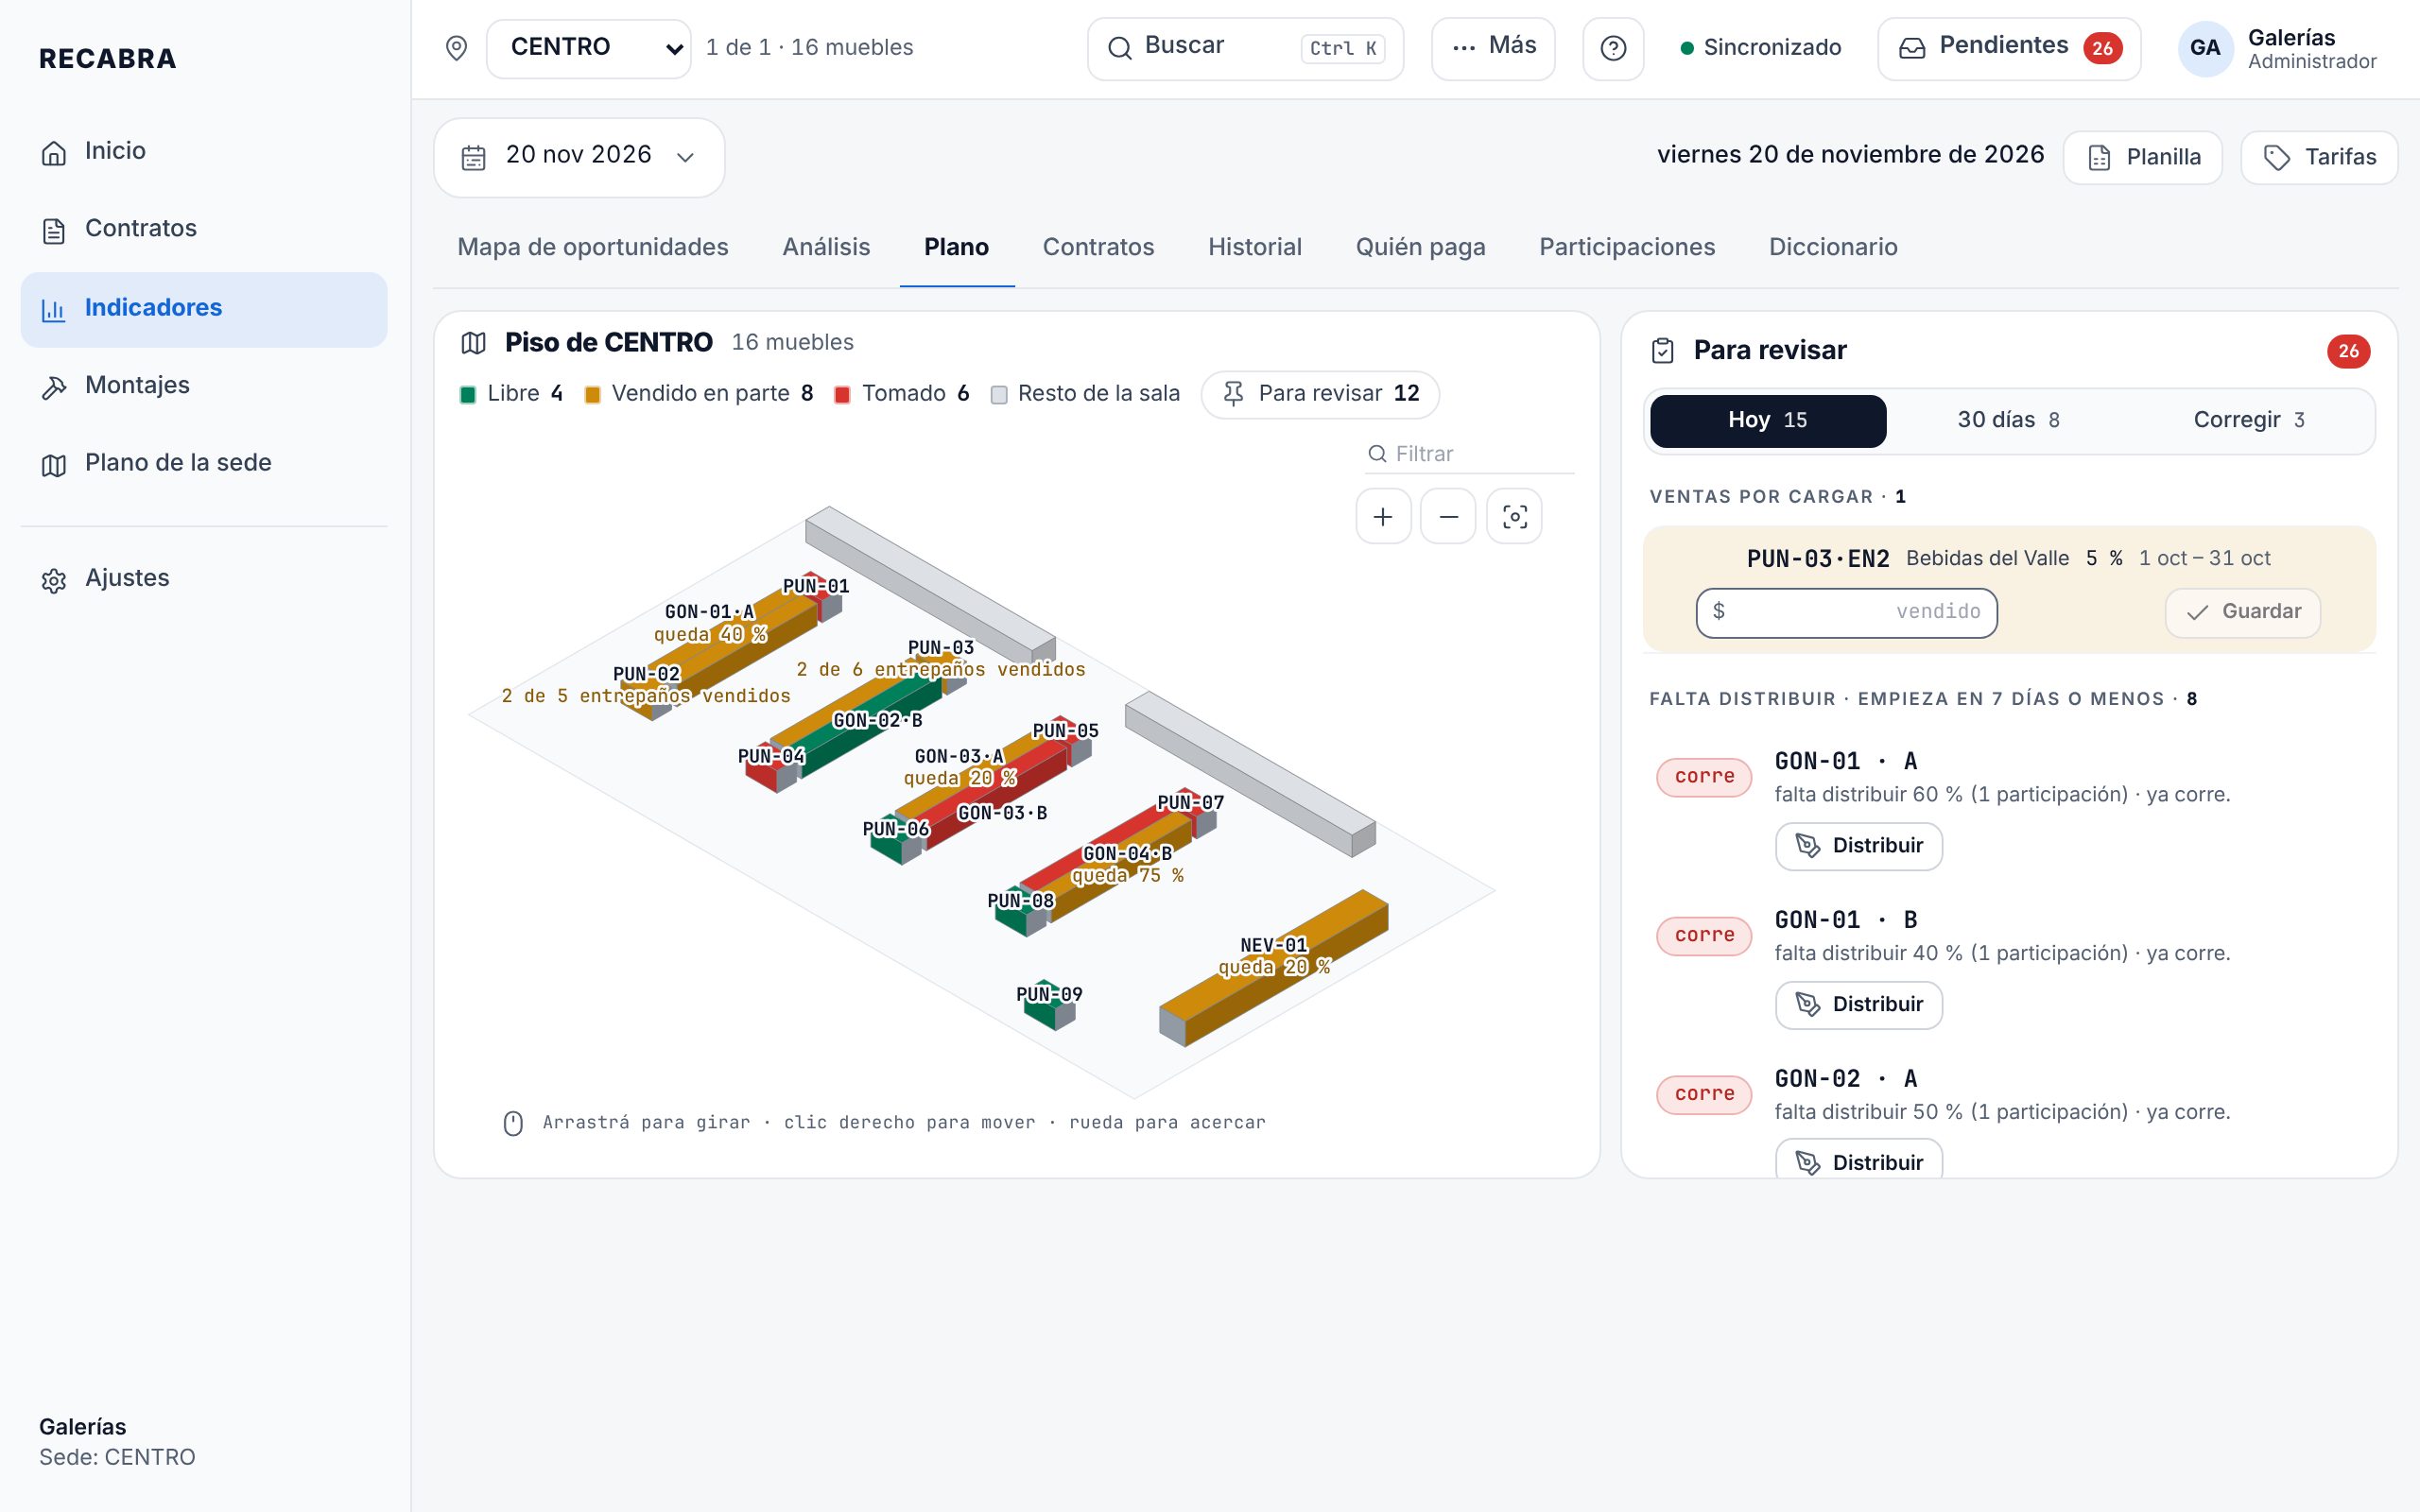 RECABRA
Inicio
Contratos
Indicadores
Montajes
Plano de la sede
Ajustes
Galerías
Sede: CENTRO
CENTRO
1 de 1 · 16 muebles
Buscar
Ctrl K
Más
Sincronizado
Pendientes 26
GA
Galerías
Administrador
20 nov 2026
viernes 20 de noviembre de 2026
Planilla
Tarifas
Mapa de oportunidades
Análisis
Plano
Contratos
Historial
Quién paga
Participaciones
Diccionario
Piso de CENTRO 16 muebles
Libre 4
Vendido en parte 8
Tomado 6
Resto de la sala
Para revisar 12
Filtrar
PUN-01
GON-01·A
queda 40 %
PUN-03
2 de 6 entrepaños vendidos
PUN-02
2 de 5 entrepaños vendidos
GON-02·B
PUN-05
PUN-04
GON-03·A
queda 20 %
PUN-07
GON-03·B
PUN-06
GON-04·B
queda 75 %
PUN-08
NEV-01
queda 20 %
PUN-09
Arrastrá para girar · clic derecho para mover · rueda para acercar
Para revisar
26
Hoy 15
30 días 8
Corregir 3
VENTAS POR CARGAR · 1
PUN-03·EN2 Bebidas del Valle 5 % 1 oct – 31 oct
$ vendido
Guardar
FALTA DISTRIBUIR · EMPIEZA EN 7 DÍAS O MENOS · 8
corre
GON-01 · A
falta distribuir 60 % (1 participación) · ya corre.
Distribuir
corre
GON-01 · B
falta distribuir 40 % (1 participación) · ya corre.
Distribuir
corre
GON-02 · A
falta distribuir 50 % (1 participación) · ya corre.
Distribuir